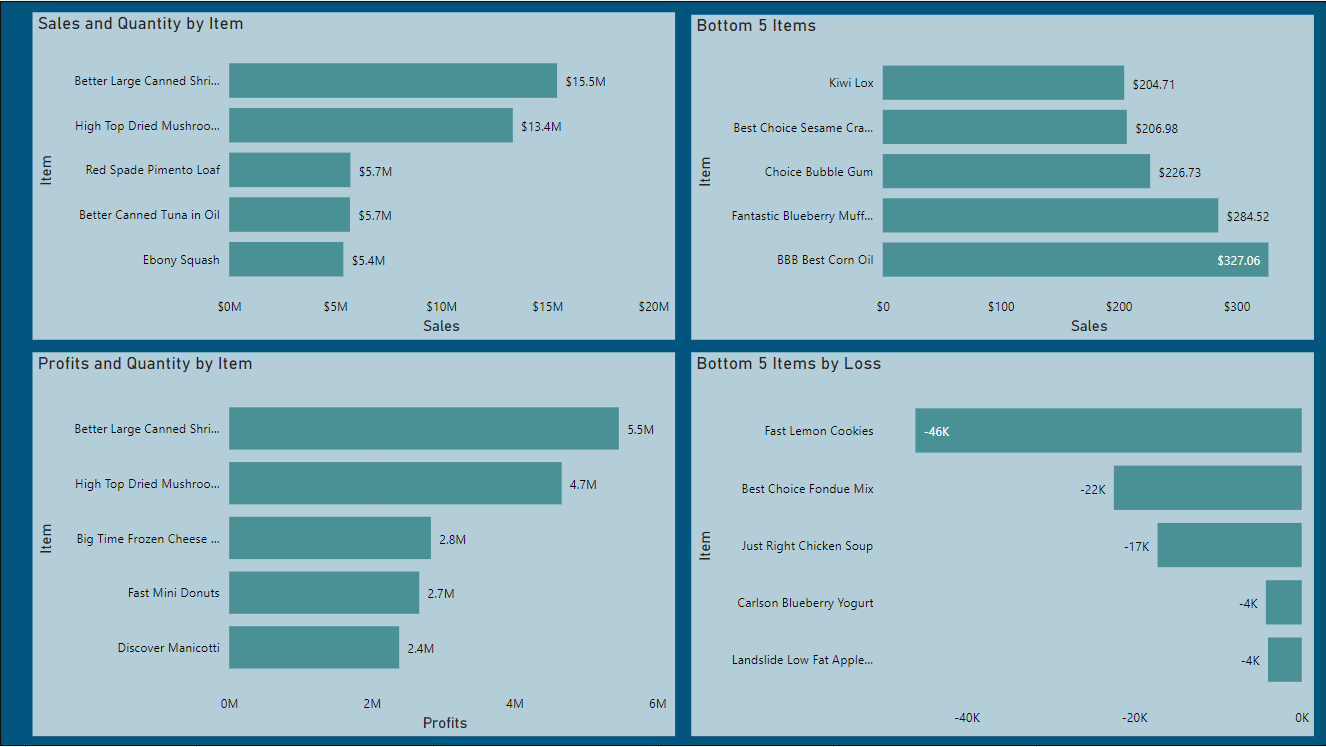 Sales and Quantity by Item
Item
Better Large Canned Shri... $15.5M
High Top Dried Mushroo... $13.4M
Red Spade Pimento Loaf $5.7M
Better Canned Tuna in Oil $5.7M
Ebony Squash $5.4M
$0M $5M $10M $15M $20M
Sales
Bottom 5 Items
Item
Kiwi Lox $204.71
Best Choice Sesame Cra... $206.98
Choice Bubble Gum $226.73
Fantastic Blueberry Muff... $284.52
BBB Best Corn Oil $327.06
$0 $100 $200 $300
Sales
Profits and Quantity by Item
Item
Better Large Canned Shri... 5.5M
High Top Dried Mushroo... 4.7M
Big Time Frozen Cheese ... 2.8M
Fast Mini Donuts 2.7M
Discover Manicotti 2.4M
0M 2M 4M 6M
Profits
Bottom 5 Items by Loss
Item
Fast Lemon Cookies -46K
Best Choice Fondue Mix -22K
Just Right Chicken Soup -17K
Carlson Blueberry Yogurt -4K
Landslide Low Fat Apple... -4K
-40K -20K 0K